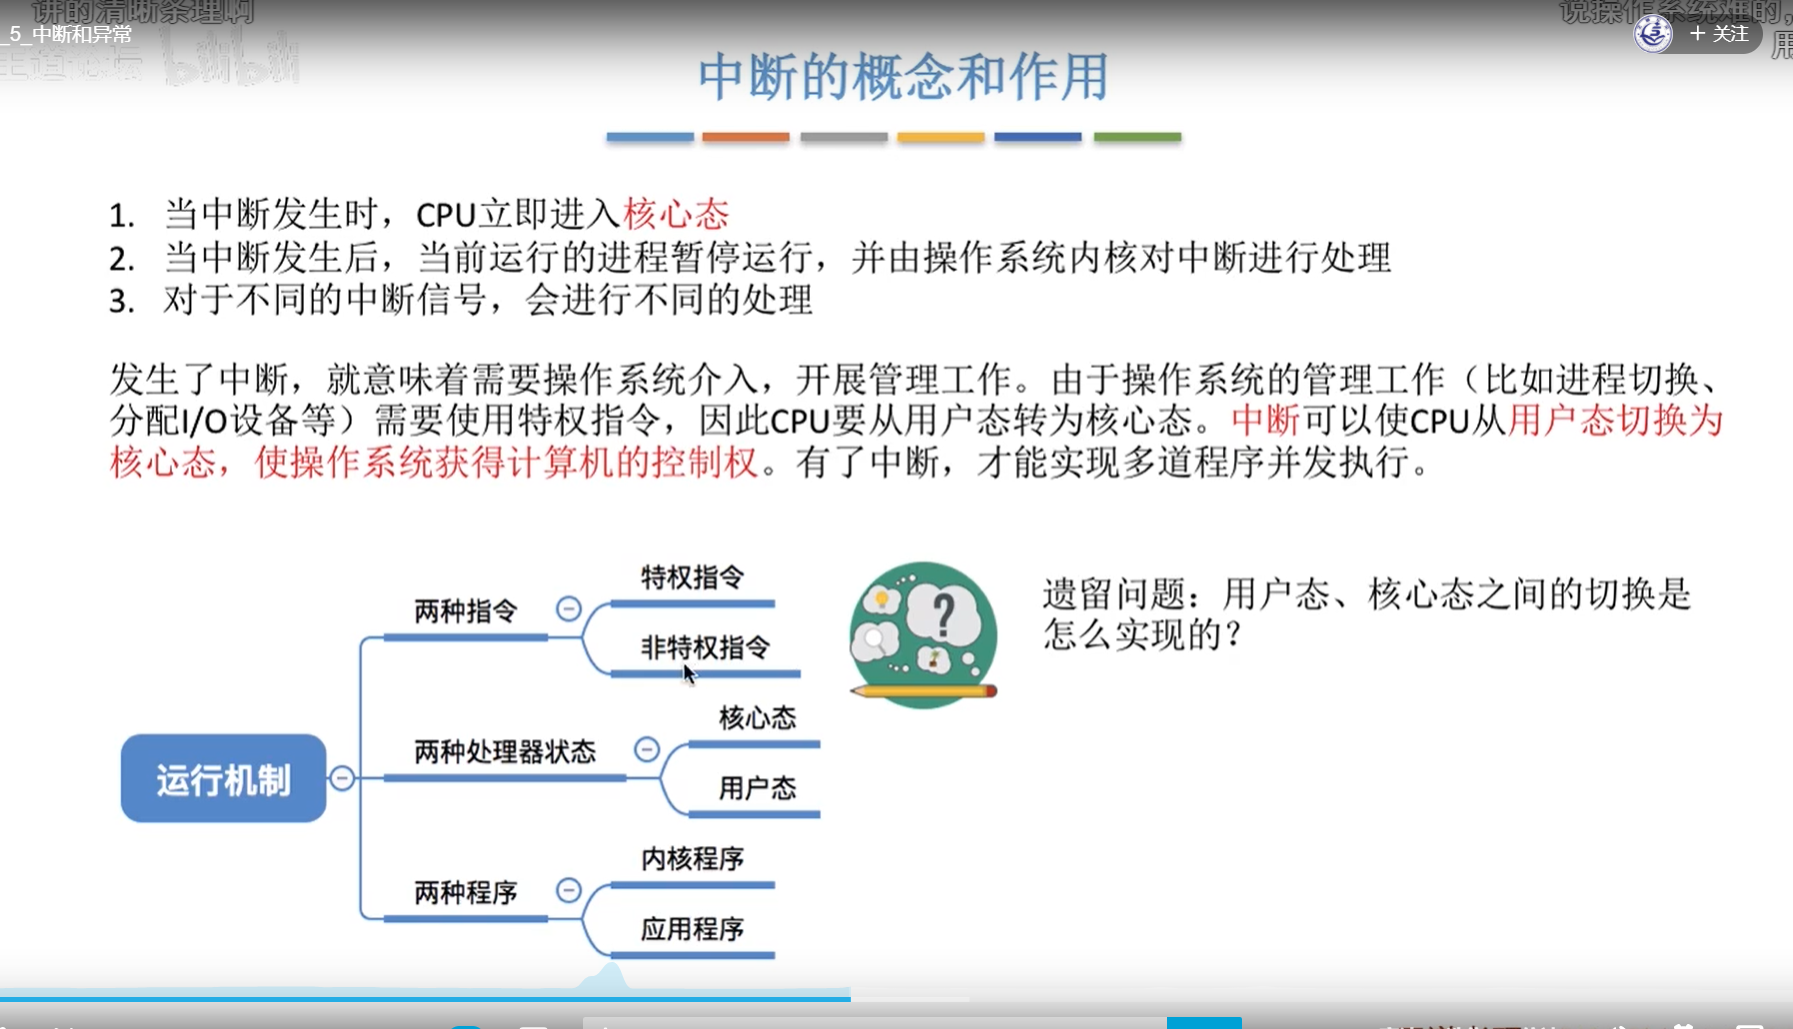 讲的清晰条理啊
说操作系统难的,
_5_中断和异常
+ 关注
用
王道论坛 bilibili
中断的概念和作用
1. 当中断发生时，CPU立即进入核心态
2. 当中断发生后，当前运行的进程暂停运行，并由操作系统内核对中断进行处理
3. 对于不同的中断信号，会进行不同的处理
发生了中断，就意味着需要操作系统介入，开展管理工作。由于操作系统的管理工作（比如进程切换、
分配I/O设备等）需要使用特权指令，因此CPU要从用户态转为核心态。中断可以使CPU从用户态切换为
核心态，使操作系统获得计算机的控制权。有了中断，才能实现多道程序并发执行。
特权指令
两种指令
非特权指令
核心态
两种处理器状态
用户态
运行机制
内核程序
两种程序
应用程序
?
遗留问题：用户态、核心态之间的切换是
怎么实现的？